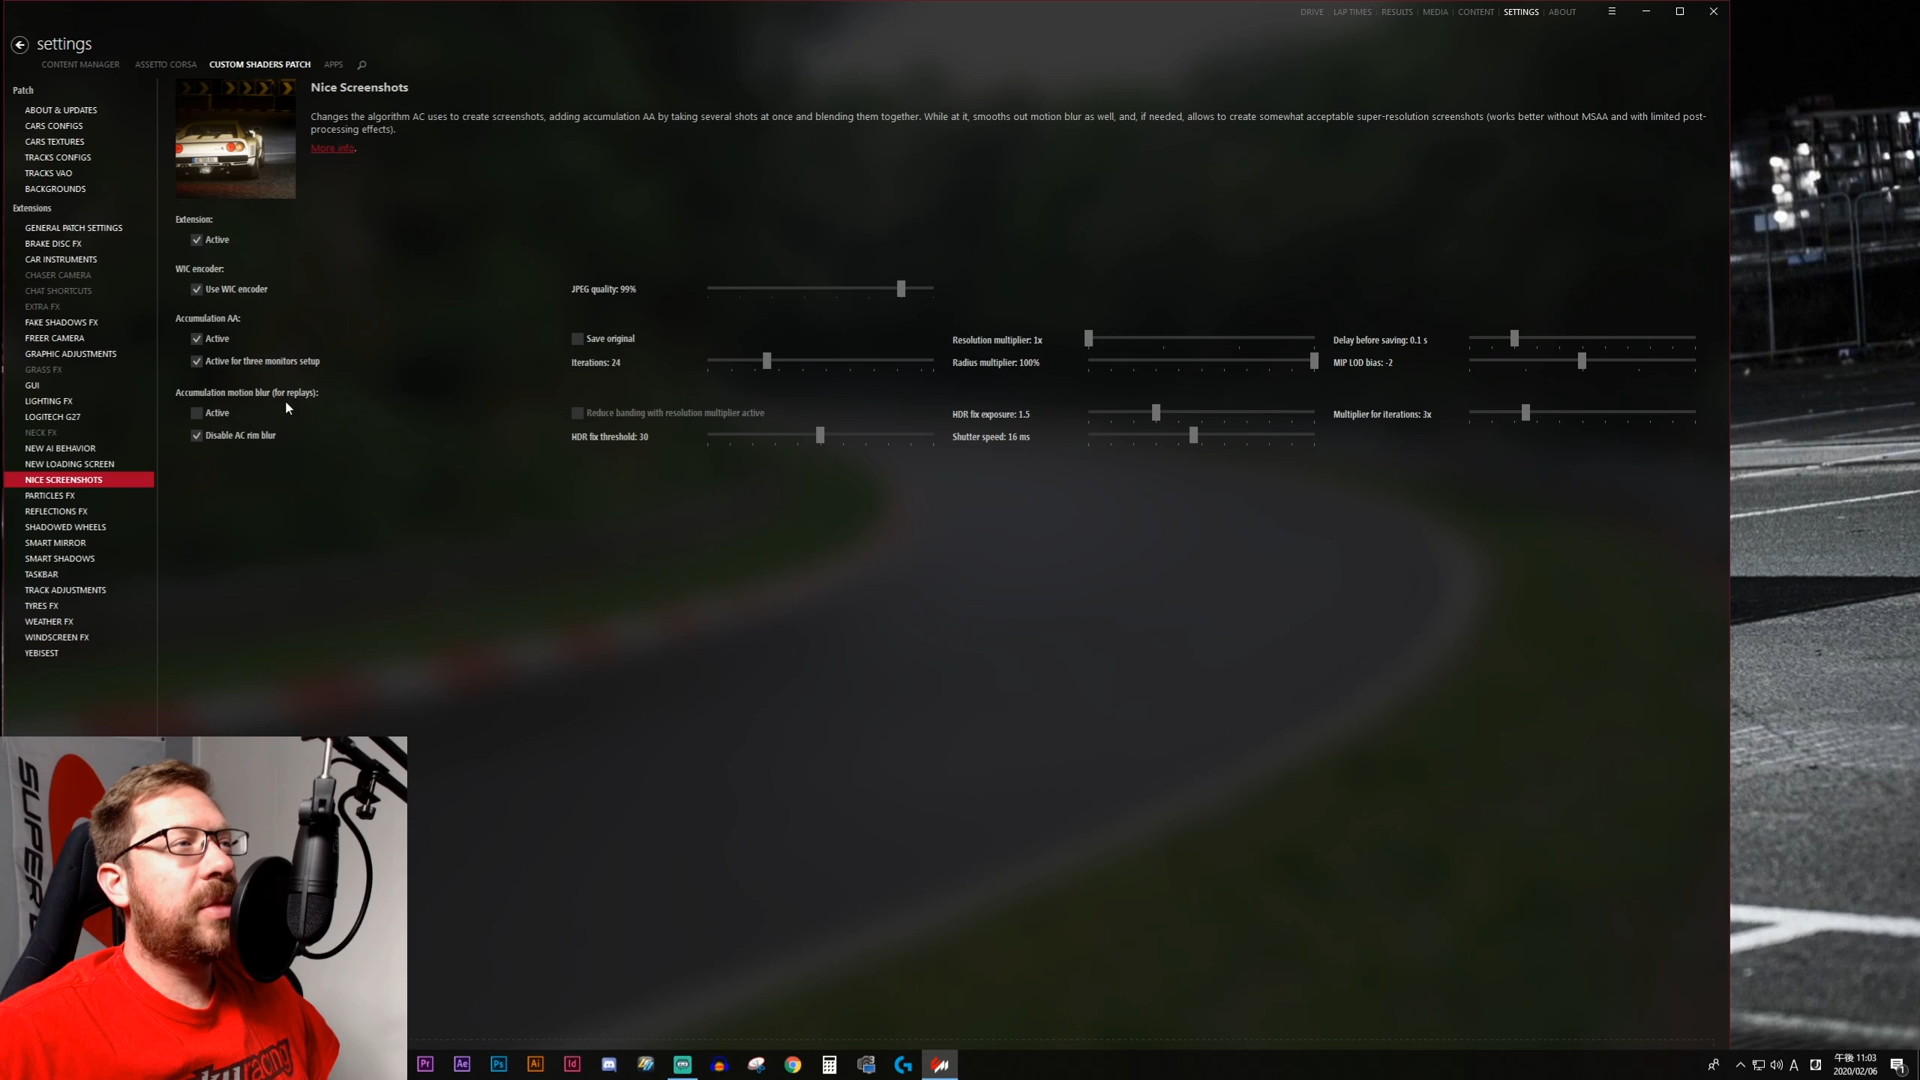 DRIVE LAP TIMES RESULTS MEDIA CONTENT SETTINGS ABOUT
settings
CONTENT MANAGER ASSETTO CORSA CUSTOM SHADERS PATCH APPS
Patch
ABOUT & UPDATES
CARS CONFIGS
CARS TEXTURES
TRACKS CONFIGS
TRACKS VAO
BACKGROUNDS
Extensions
GENERAL PATCH SETTINGS
BRAKE DISC FX
CAR INSTRUMENTS
CHASER CAMERA
CHAT SHORTCUTS
EXTRA FX
FAKE SHADOWS FX
FREER CAMERA
GRAPHIC ADJUSTMENTS
GRASS FX
GUI
LIGHTING FX
LOGITECH G27
NECK FX
NEW AI BEHAVIOR
NEW LOADING SCREEN
NICE SCREENSHOTS
PARTICLES FX
REFLECTIONS FX
SHADOWED WHEELS
SMART MIRROR
SMART SHADOWS
TASKBAR
TRACK ADJUSTMENTS
TYRES FX
WEATHER FX
WINDSCREEN FX
YEBISEST
Nice Screenshots
Changes the algorithm AC uses to create screenshots, adding accumulation AA by taking several shots at once and blending them together. While at it, smooths out motion blur as well, and, if needed, allows to create somewhat acceptable super-resolution screenshots (works better without MSAA and with limited post-
processing effects).
More info.
Extension:
Active
WIC encoder:
Use WIC encoder JPEG quality: 99%
Accumulation AA:
Active Save original Resolution multiplier: 1x Delay before saving: 0.1 s
Active for three monitors setup Iterations: 24 Radius multiplier: 100% MIP LOD bias: -2
Accumulation motion blur (for replays):
Active Reduce banding with resolution multiplier active HDR fix exposure: 1.5 Multiplier for iterations: 3x
Disable AC rim blur HDR fix threshold: 30 Shutter speed: 16 ms
SUPER
Pr Ae Ps Ai Id
A
午後 11:03
2020/02/06
1